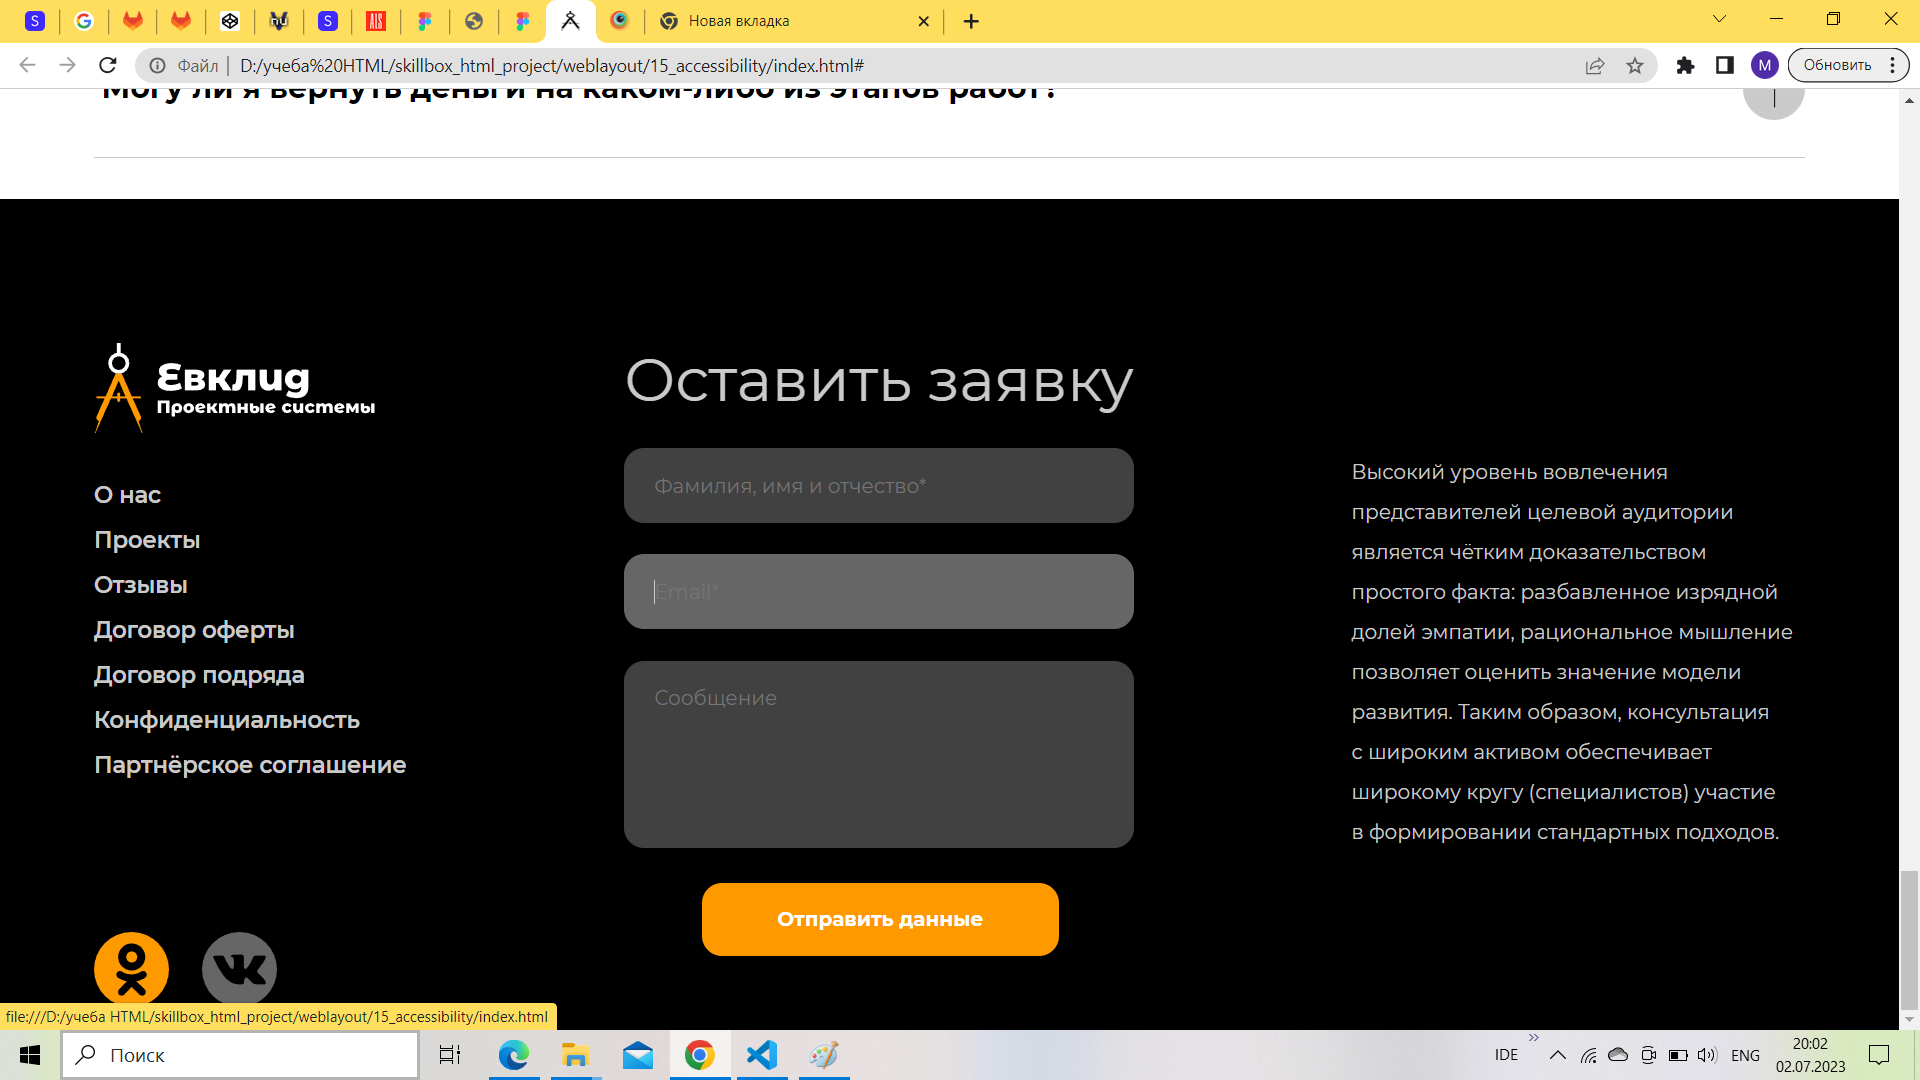 Новая вкладка
Файл
D:/учеба%20HTML/skillbox_html_project/weblayout/15_accessibility/index.html#
M
Обновить
Могу ли я вернуть деньги на каком-либо из этапов работ?
Евклид
Проектные системы
О нас
Проекты
Отзывы
Договор оферты
Договор подряда
Конфиденциальность
Партнёрское соглашение
Оставить заявку
Фамилия, имя и отчество*
Email*
Сообщение
Отправить данные
Высокий уровень вовлечения
представителей целевой аудитории
является чётким доказательством
простого факта: разбавленное изрядной
долей эмпатии, рациональное мышление
позволяет оценить значение модели
развития. Таким образом, консультация
с широким активом обеспечивает
широкому кругу (специалистов) участие
в формировании стандартных подходов.
file:///D:/учеба HTML/skillbox_html_project/weblayout/15_accessibility/index.html
Поиск
IDE
ENG
20:02
02.07.2023